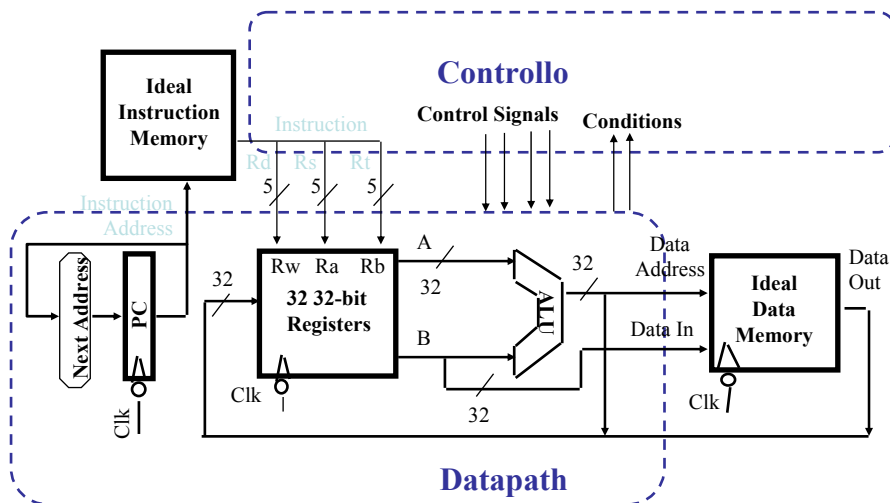 Controllo
Ideal
Instruction
Memory
Control Signals
Conditions
Instruction
Rd Rs Rt
5 5 5
Instruction
Address
Next Address
PC
Clk
32
Rw Ra Rb
32 32-bit
Registers
Clk
A
32
B
32
ALU
32
Data
Address
Data In
Ideal
Data
Memory
Clk
Data
Out
Datapath